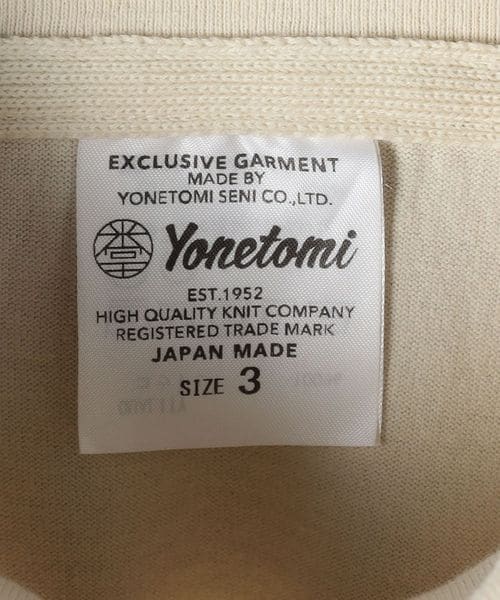 EXCLUSIVE GARMENT
MADE BY
YONETOMI SENI CO.,LTD.
Yonetomi
EST.1952
HIGH QUALITY KNIT COMPANY
REGISTERED TRADE MARK
JAPAN MADE
SIZE 3